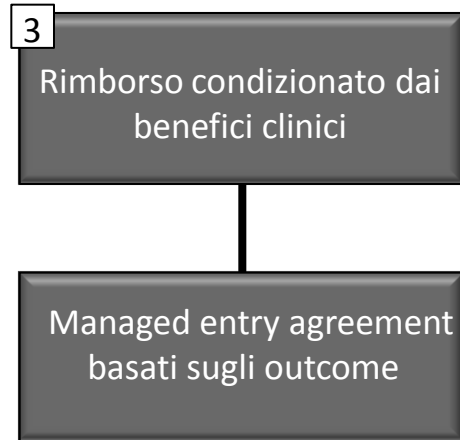 3
Rimborso condizionato dai
benefici clinici
Managed entry agreement
basati sugli outcome